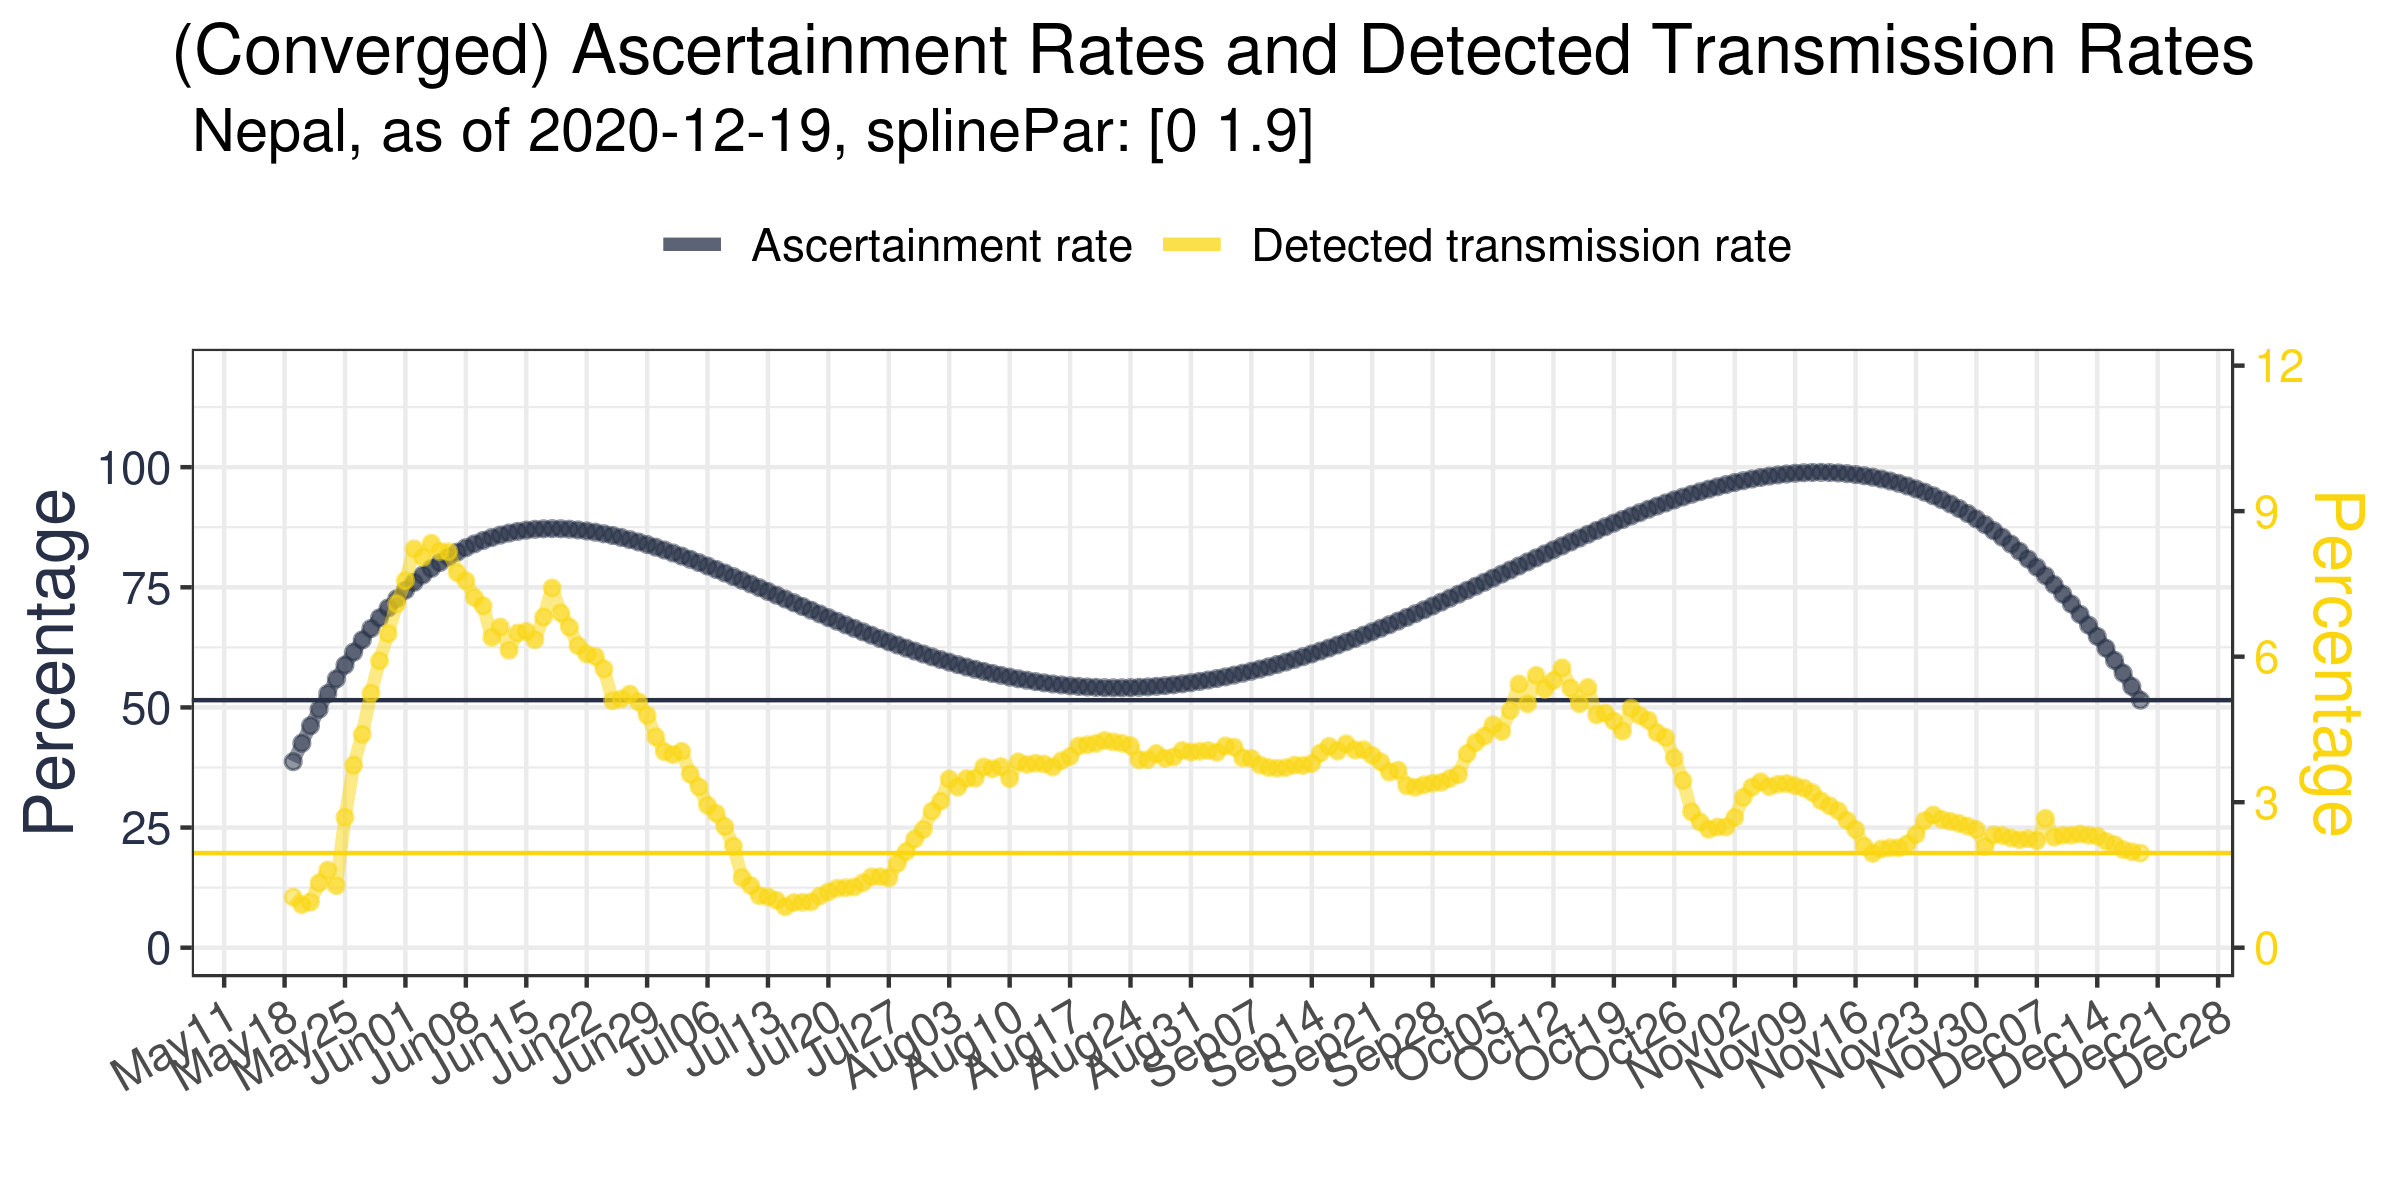 (Converged) Ascertainment Rates and Detected Transmission Rates
Nepal, as of 2020-12-19, splinePar: [0 1.9]
Ascertainment rate
Detected transmission rate
Percentage
100
75
50
25
0
12
9
6
3
0
Percentage
May11
May18
May25
Jun01
Jun08
Jun15
Jun22
Jun29
Jul06
Jul13
Jul20
Jul27
Aug03
Aug10
Aug17
Aug24
Aug31
Sep07
Sep14
Sep21
Sep28
Oct05
Oct12
Oct19
Oct26
Nov02
Nov09
Nov16
Nov23
Nov30
Dec07
Dec14
Dec21
Dec28